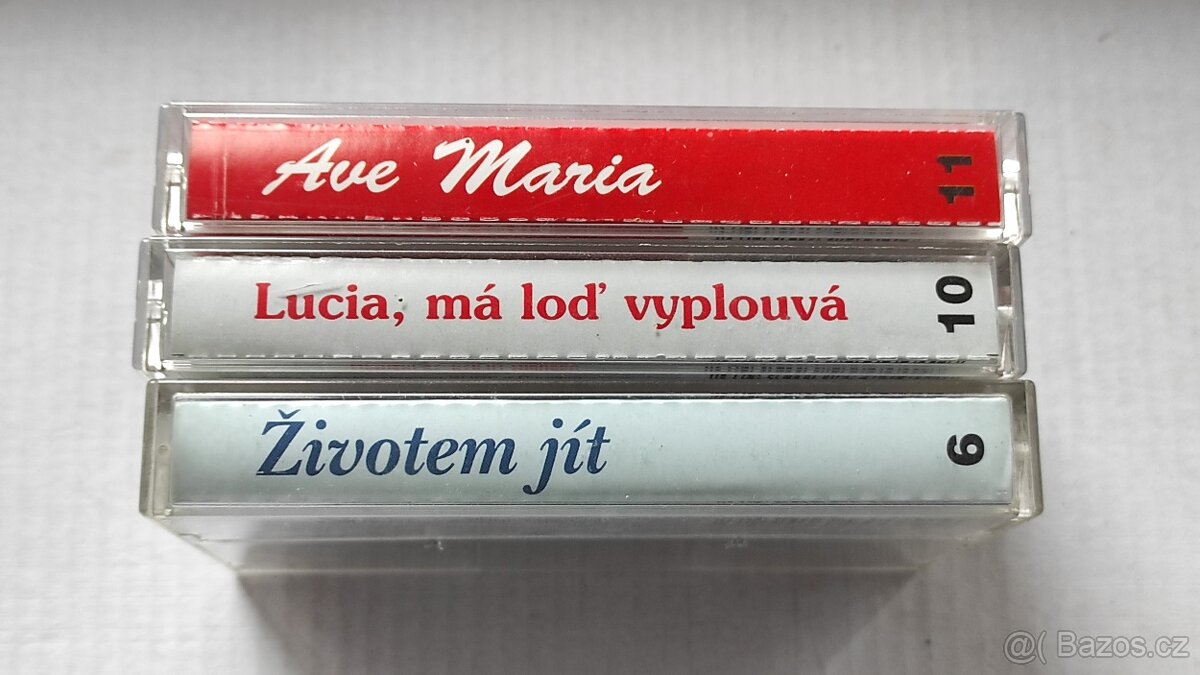 Ave Maria 11
Lucia, má loď vyplouvá 10
Životem jít 6
@( Bazos.cz